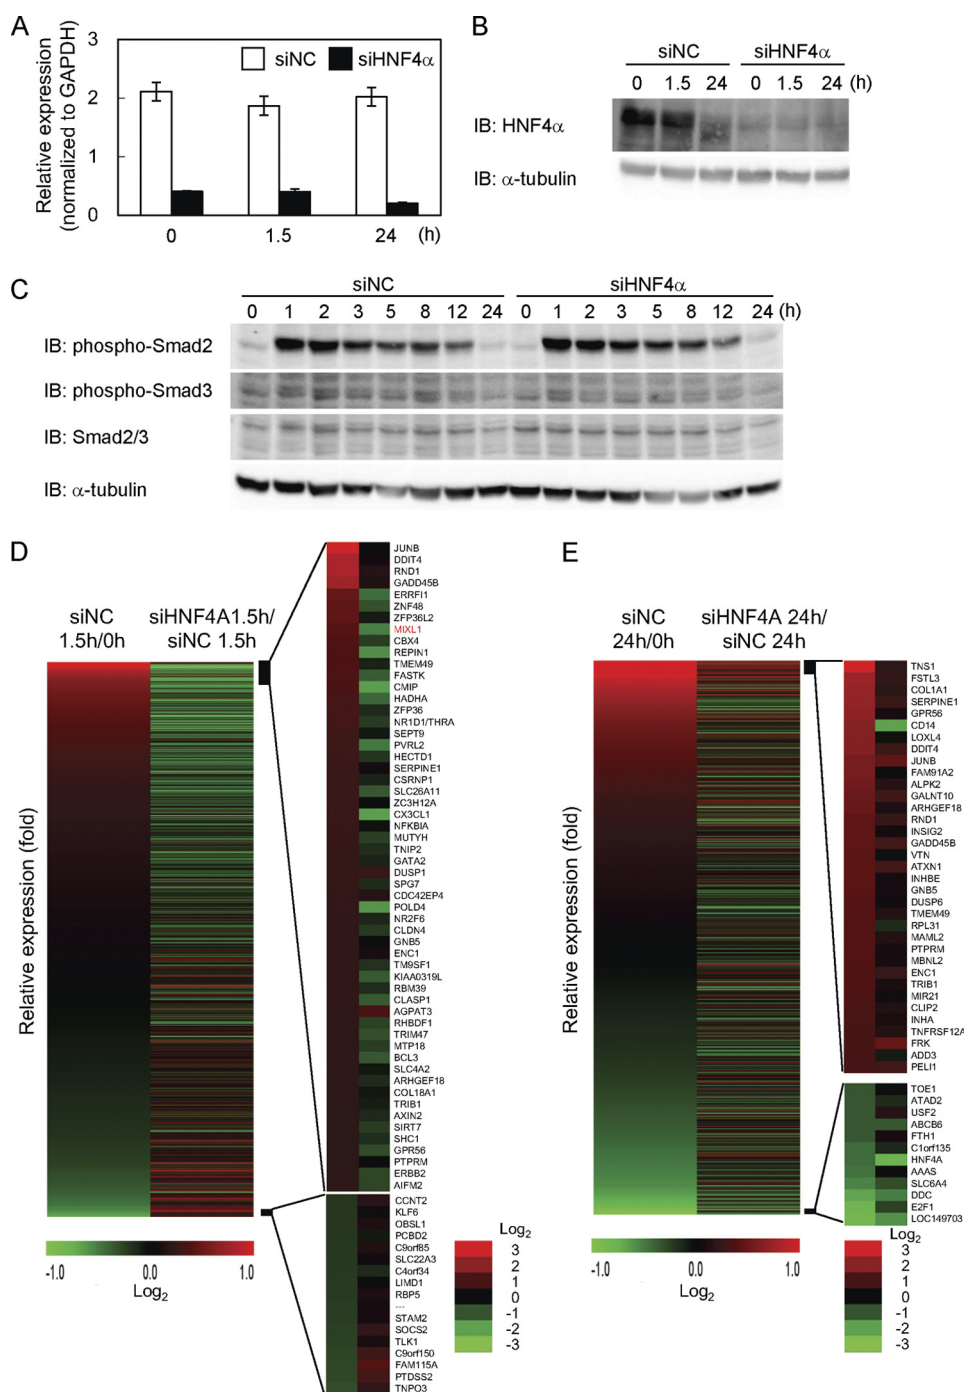 A
Relative expression
(normalized to GAPDH)
3
2
1
0
siNC
siHNF4α
0
1.5
24
(h)
B
siNC
siHNF4α
0 1.5 24 0 1.5 24 (h)
IB: HNF4α
IB: α-tubulin
C
siNC
siHNF4α
0 1 2 3 5 8 12 24 0 1 2 3 5 8 12 24 (h)
IB: phospho-Smad2
IB: phospho-Smad3
IB: Smad2/3
IB: α-tubulin
D
siNC
1.5h/0h
siHNF4A1.5h/
siNC 1.5h
Relative expression (fold)
-1.0 0.0 1.0
Log2
JUNB
DDIT4
RND1
GADD45B
ERRFI1
ZNF48
ZFP36L2
MIXL1
CBX4
REPIN1
TMEM49
FASTK
CMIP
HADHA
ZFP36
NR1D1/THRA
SEPT9
PVRL2
HECTD1
SERPINE1
CSRNP1
SLC26A11
ZC3H12A
CX3CL1
NFKBIA
MUTYH
TNIP2
GATA2
DUSP1
SPG7
CDC42EP4
POLD4
NR2F6
CLDN4
GNB5
ENC1
TM9SF1
KIAA0319L
RBM39
CLASP1
AGPAT3
RHBDF1
TRIM47
MTP18
BCL3
SLC4A2
ARHGEF18
COL18A1
TRIB1
AXIN2
SIRT7
SHC1
GPR56
PTPRM
ERBB2
AIFM2
CCNT2
KLF6
OBSL1
PCBD2
C9orf85
SLC22A3
C4orf34
LIMD1
RBP5
---
STAM2
SOCS2
TLK1
C9orf150
FAM115A
PTDSS2
TNPO3
Log2
3
2
1
0
-1
-2
-3
E
siNC
24h/0h
siHNF4A 24h/
siNC 24h
Relative expression (fold)
-1.0 0.0 1.0
Log2
TNS1
FSTL3
COL1A1
SERPINE1
GPR56
CD14
LOXL4
DDIT4
JUNB
FAM91A2
ALPK2
GALNT10
ARHGEF18
RND1
INSIG2
GADD45B
VTN
ATXN1
INHBE
GNB5
DUSP6
TMEM49
RPL31
MAML2
PTPRM
MBNL2
ENC1
TRIB1
MIR21
CLIP2
INHA
TNFRSF12A
FRK
ADD3
PELI1
TOE1
ATAD2
USF2
ABCB6
FTH1
C1orf135
HNF4A
AAAS
SLC6A4
DDC
E2F1
LOC149703
Log2
3
2
1
0
-1
-2
-3